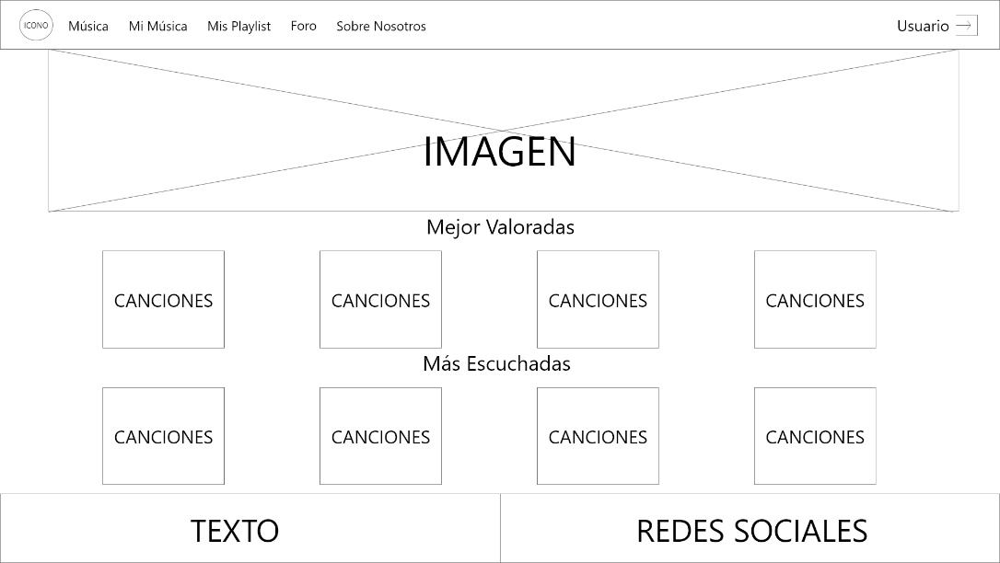 ICONO Música Mi Música Mis Playlist Foro Sobre Nosotros Usuario
IMAGEN
Mejor Valoradas
CANCIONES CANCIONES CANCIONES CANCIONES
Más Escuchadas
CANCIONES CANCIONES CANCIONES CANCIONES
TEXTO REDES SOCIALES